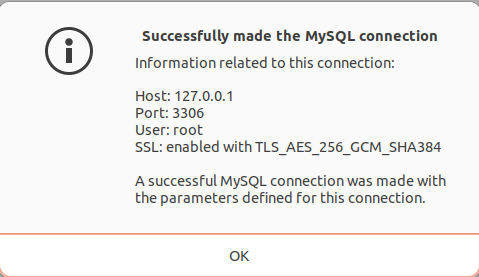 Successfully made the MySQL connection
Information related to this connection:
Host: 127.0.0.1
Port: 3306
User: root
SSL: enabled with TLS_AES_256_GCM_SHA384
A successful MySQL connection was made with
the parameters defined for this connection.
OK